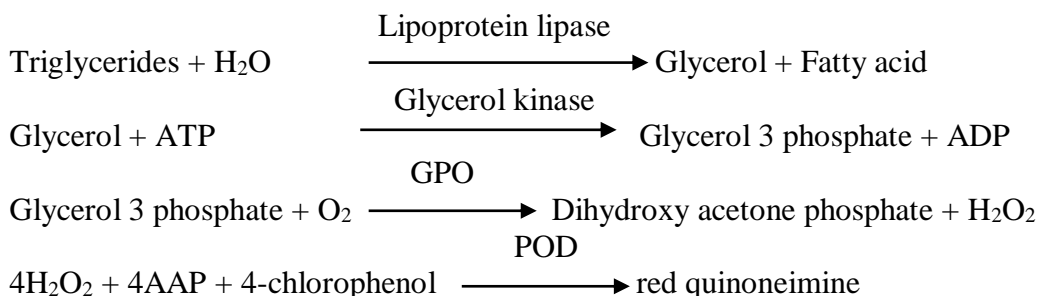 Lipoprotein lipase
Triglycerides + H₂O Glycerol + Fatty acid
Glycerol kinase
Glycerol + ATP Glycerol 3 phosphate + ADP
GPO
Glycerol 3 phosphate + O₂ Dihydroxy acetone phosphate + H₂O₂
POD
4H₂O₂ + 4AAP + 4-chlorophenol red quinoneimine